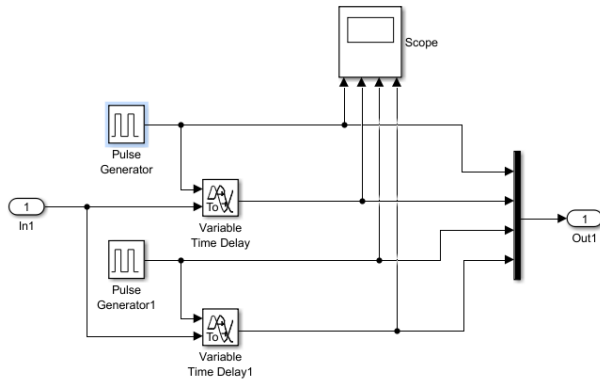 Scope
Pulse
Generator
To
Variable
Time Delay
1
In1
1
Out1
Pulse
Generator1
To
Variable
Time Delay1